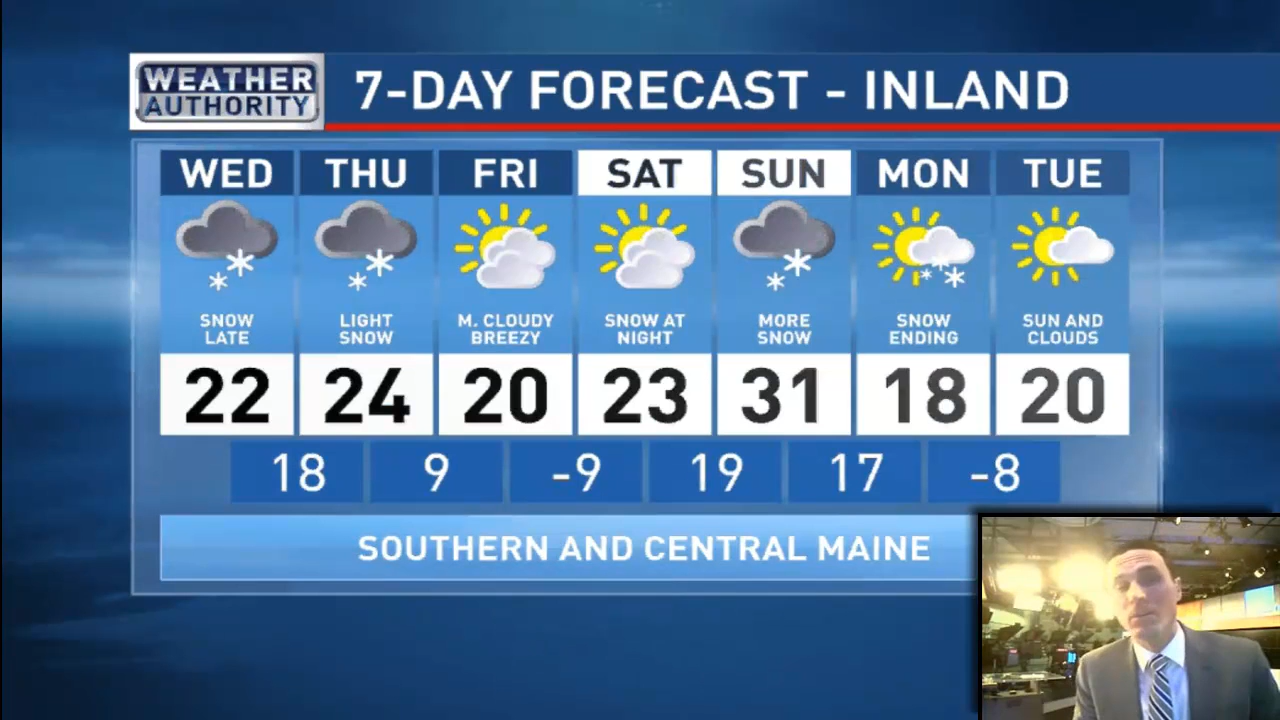 WEATHER
AUTHORITY
7-DAY FORECAST - INLAND
WED THU FRI SAT SUN MON TUE
SNOW LIGHT M. CLOUDY SNOW AT MORE SNOW SUN AND
LATE SNOW BREEZY NIGHT SNOW ENDING CLOUDS
22 24 20 23 31 18 20
18 9 -9 19 17 -8
SOUTHERN AND CENTRAL MAINE